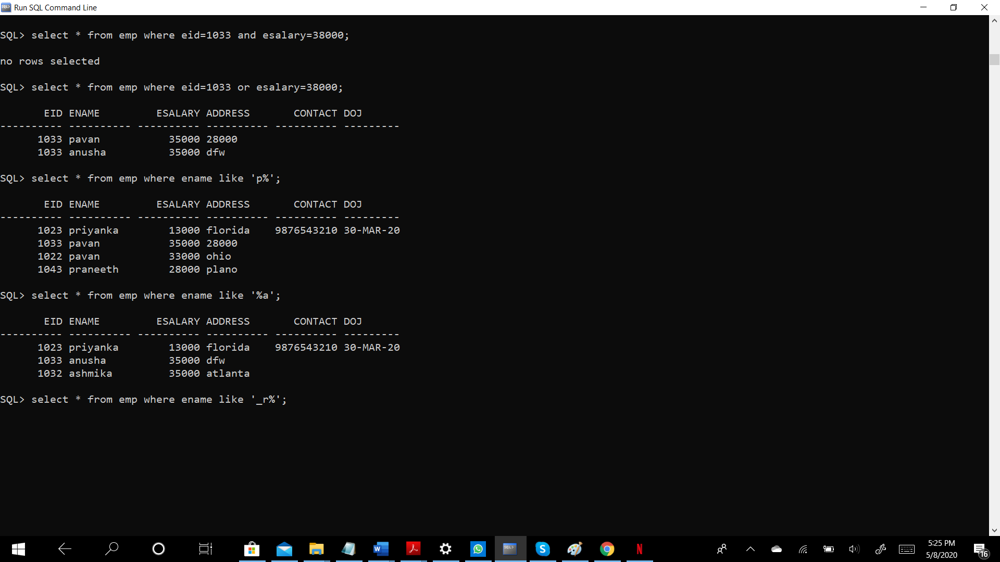 Run SQL Command Line
SQL> select * from emp where eid=1033 and esalary=38000;
no rows selected
SQL> select * from emp where eid=1033 or esalary=38000;
       EID ENAME         ESALARY ADDRESS       CONTACT DOJ
---------- ---------- ---------- ---------- ---------- ---------
      1033 pavan           35000 28000
      1033 anusha          35000 dfw
SQL> select * from emp where ename like 'p%';
       EID ENAME         ESALARY ADDRESS       CONTACT DOJ
---------- ---------- ---------- ---------- ---------- ---------
      1023 priyanka        13000 florida    9876543210 30-MAR-20
      1033 pavan           35000 28000
      1022 pavan           33000 ohio
      1043 praneeth        28000 plano
SQL> select * from emp where ename like '%a';
       EID ENAME         ESALARY ADDRESS       CONTACT DOJ
---------- ---------- ---------- ---------- ---------- ---------
      1023 priyanka        13000 florida    9876543210 30-MAR-20
      1033 anusha          35000 dfw
      1032 ashmika         35000 atlanta
SQL> select * from emp where ename like '_r%';
5:25 PM
5/8/2020
16